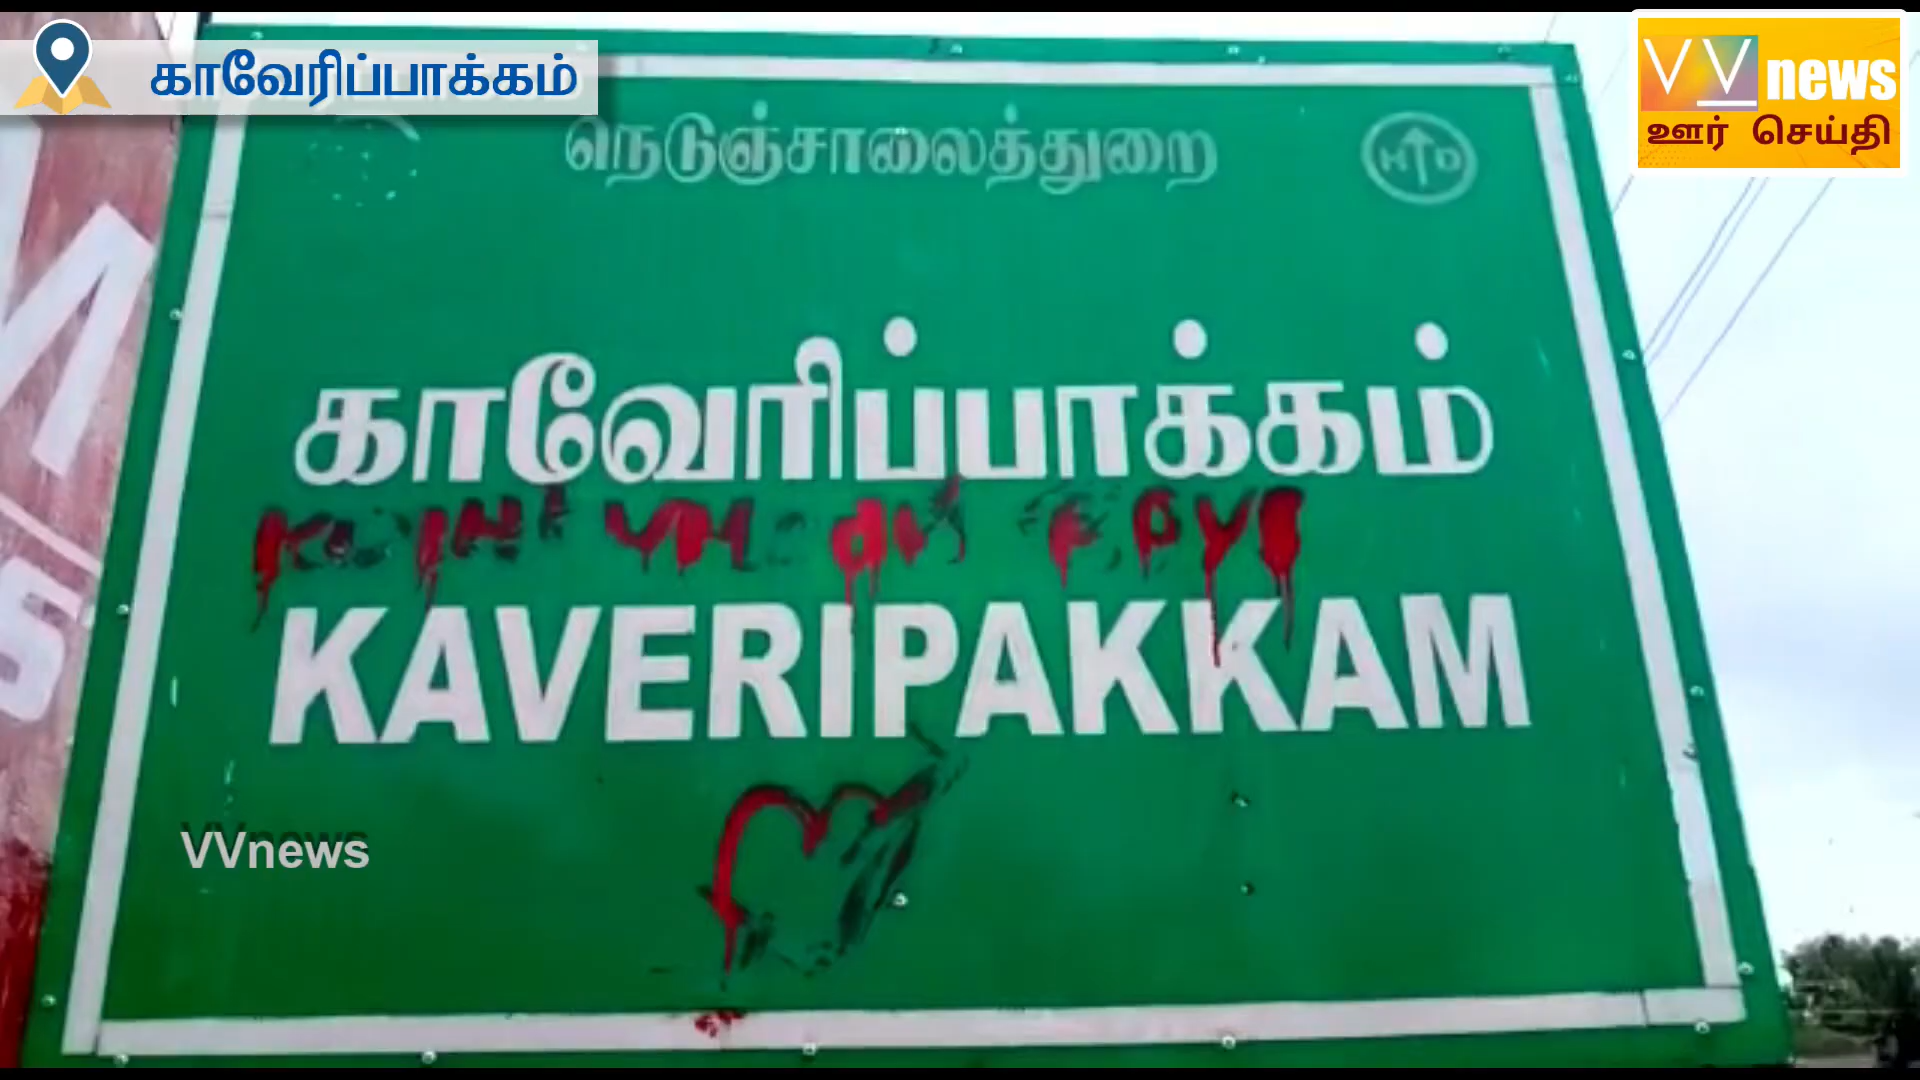 காவேரிப்பாக்கம்
VV news
ஊர் செய்தி
நெடுஞ்சாலைத்துறை
HD
காவேரிப்பாக்கம்
KAVERIPAKKAM
VVnews